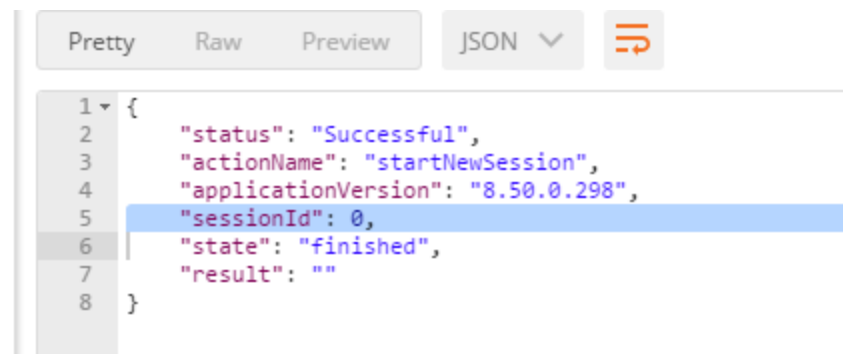 Pretty Raw Preview JSON
1 {
2 "status": "Successful",
3 "actionName": "startNewSession",
4 "applicationVersion": "8.50.0.298",
5 "sessionId": 0,
6 "state": "finished",
7 "result": ""
8 }